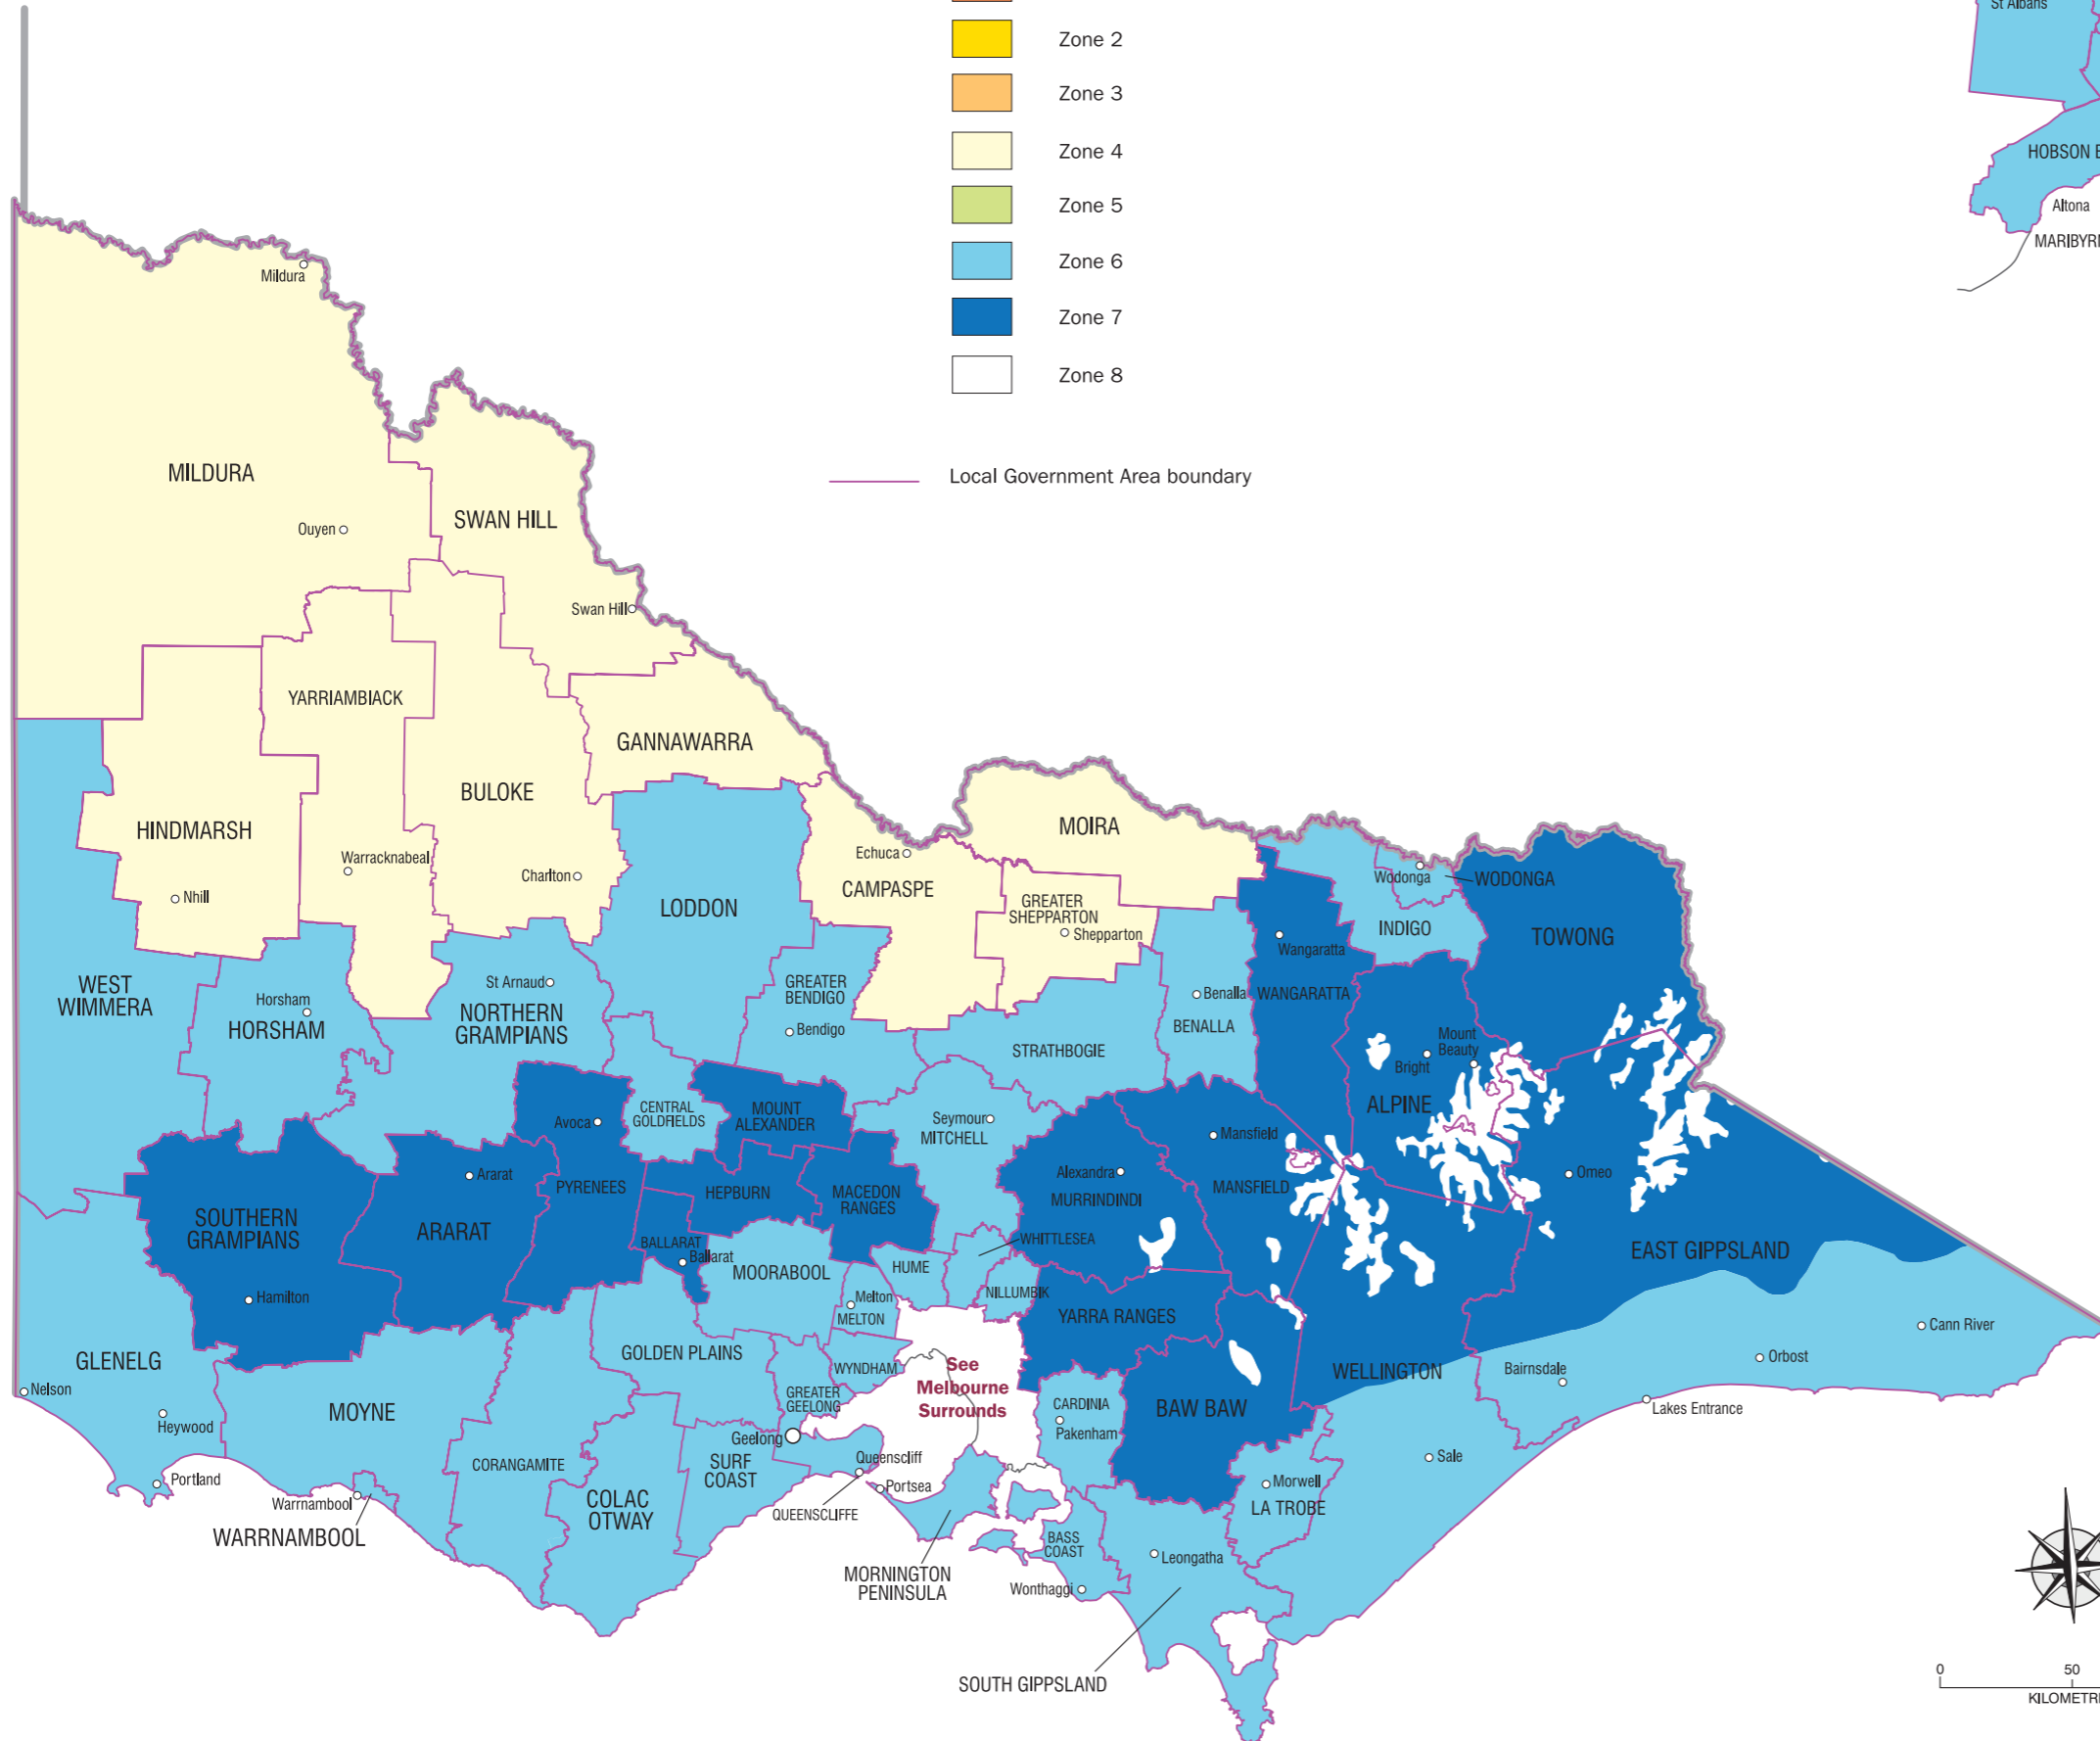 St Albans
Zone 2
Zone 3
Zone 4
Zone 5
Zone 6
Zone 7
Zone 8
Local Government Area boundary
HOBSON B
Altona
MARIBYR
Mildura
MILDURA
Ouyen
SWAN HILL
Swan Hill
YARRIAMBIACK
GANNAWARRA
BULOKE
HINDMARSH
Warracknabeal
Nhill
Charlton
LODDON
Echuca
CAMPASPE
MOIRA
GREATER
SHEPPARTON
Shepparton
Wodonga
WODONGA
INDIGO
TOWONG
Wangaratta
WANGARATTA
Benalla
BENALLA
WEST
WIMMERA
Horsham
HORSHAM
St Arnaud
NORTHERN
GRAMPIANS
GREATER
BENDIGO
Bendigo
STRATHBOGIE
Mount
Beauty
Bright
ALPINE
Avoca
CENTRAL
GOLDFIELDS
MOUNT
ALEXANDER
Seymour
MITCHELL
Mansfield
MANSFIELD
Alexandra
MURRINDINDI
Omeo
Ararat
ARARAT
PYRENEES
HEPBURN
MACEDON
RANGES
SOUTHERN
GRAMPIANS
Hamilton
BALLARAT
Ballarat
MOORABOOL
HUME
WHITTLESEA
NILLUMBIK
EAST GIPPSLAND
Melton
MELTON
YARRA RANGES
GLENELG
Nelson
Heywood
Portland
MOYNE
GOLDEN PLAINS
WYNDHAM
See
Melbourne
Surrounds
GREATER
GEELONG
Geelong
CARDINIA
Pakenham
BAW BAW
WELLINGTON
Bairnsdale
Cann River
Orbost
Lakes Entrance
Sale
CORANGAMITE
SURF
COAST
Queenscliff
Portsea
QUEENSCLIFFE
Warrnambool
WARRNAMBOOL
COLAC
OTWAY
Morwell
LA TROBE
BASS
COAST
Leongatha
Wonthaggi
MORNINGTON
PENINSULA
SOUTH GIPPSLAND
0 50
KILOMETR